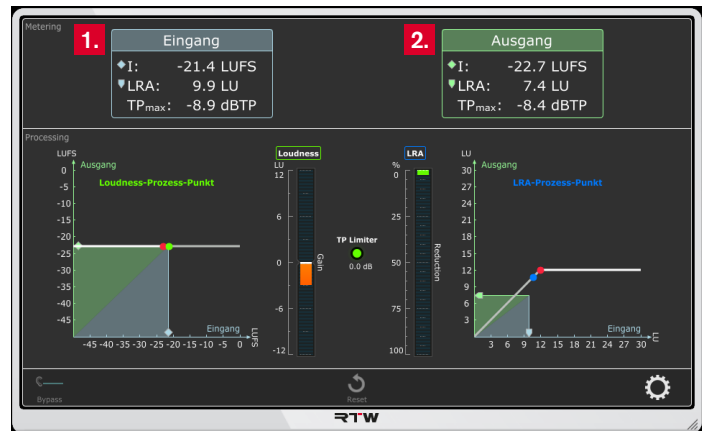 Metering
1.
Eingang
I: -21.4 LUFS
LRA: 9.9 LU
TPmax: -8.9 dBTP
2.
Ausgang
I: -22.7 LUFS
LRA: 7.4 LU
TPmax: -8.4 dBTP
Processing
LUFS
Ausgang
Loudness-Prozess-Punkt
0
-5
-10
-15
-20
-25
-30
-35
-40
-45
Eingang
-45 -40 -35 -30 -25 -20 -15 -10 -5 0
LUFS
Loudness
LU
12
6
0
-6
-12
Gain
TP Limiter
0.0 dB
LRA
%
0
25
50
75
100
Reduction
LU
Ausgang
LRA-Prozess-Punkt
30
27
24
21
18
15
12
9
6
3
Eingang
3 6 9 12 15 18 21 24 27 30
LU
Bypass
Reset
RTW